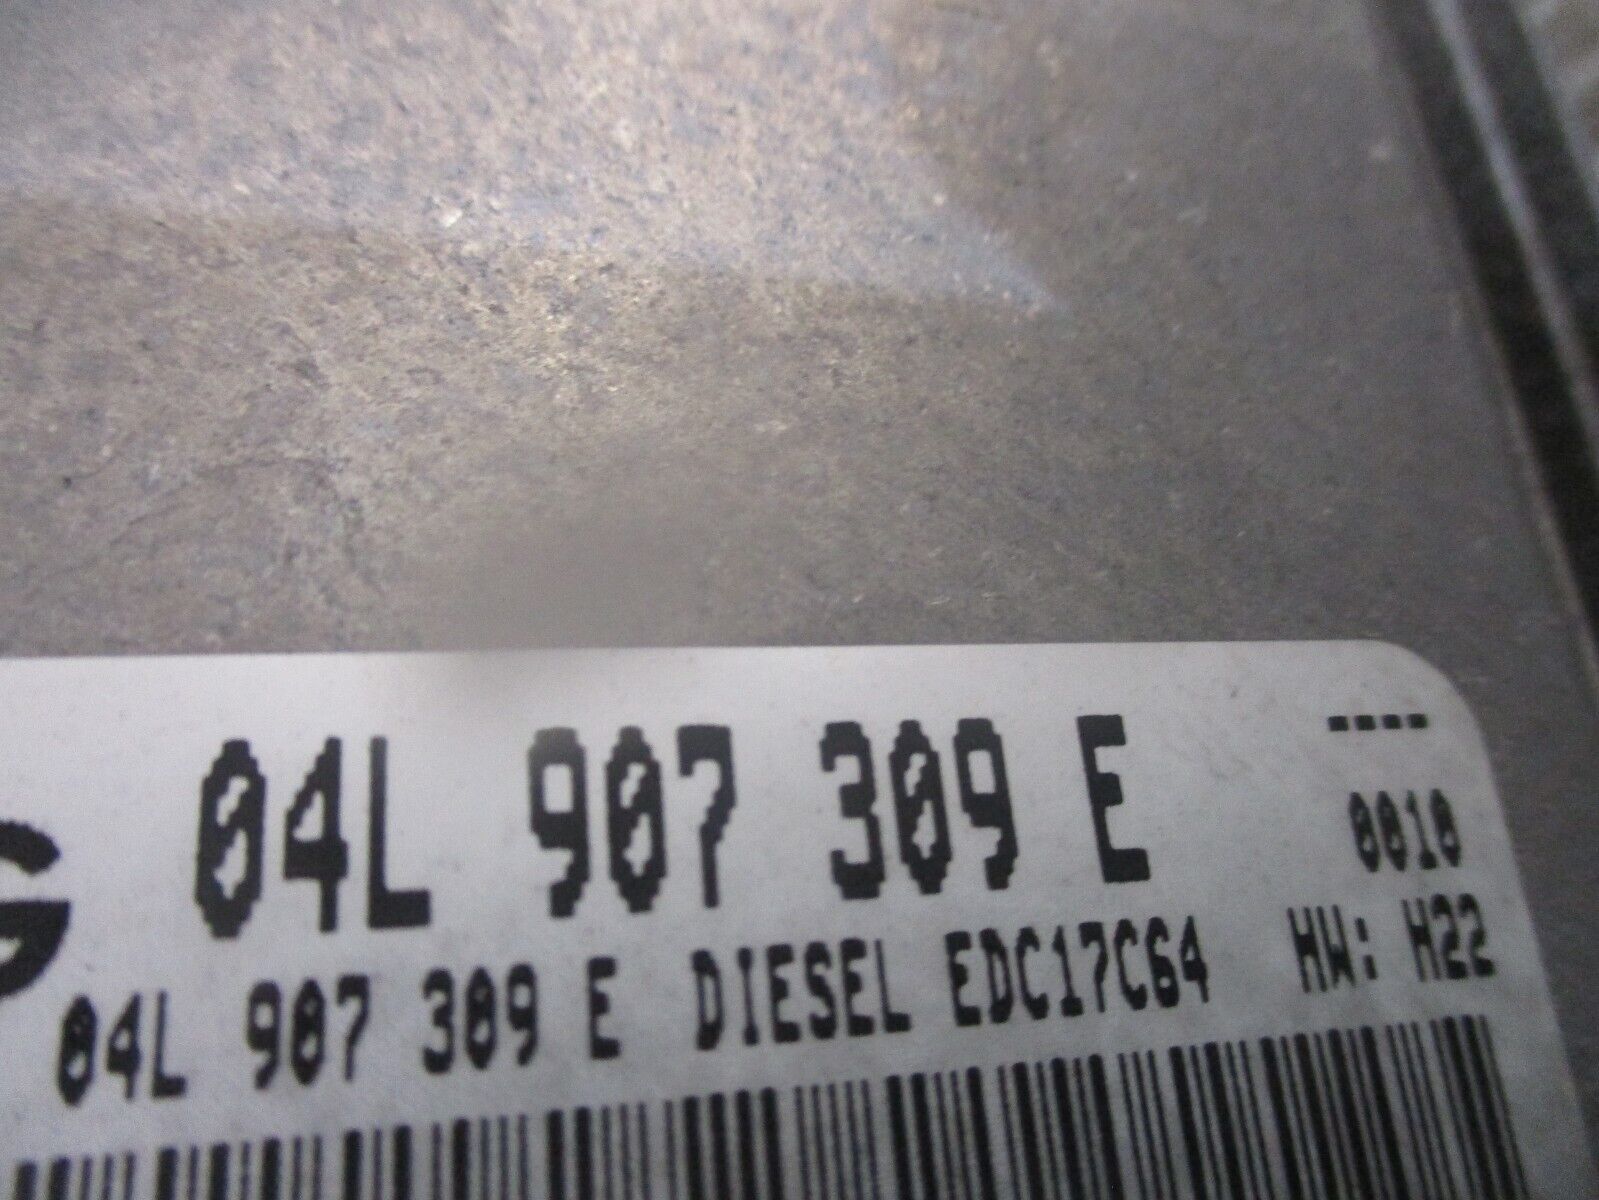 G 04L 907 309 E ----
0010
04L 907 309 E DIESEL EDC17C64 HW: H22